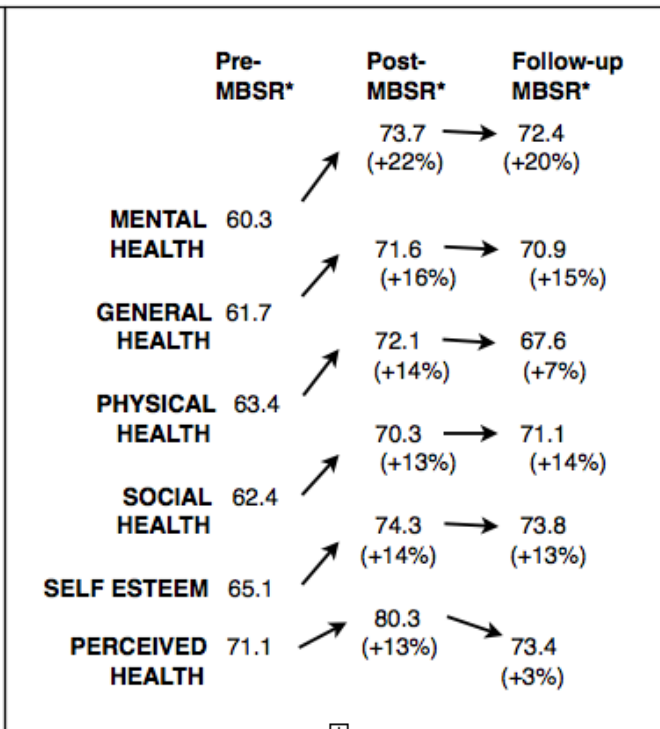 Pre- Post- Follow-up
MBSR* MBSR* MBSR*
73.7 72.4
(+22%) (+20%)
MENTAL 60.3
HEALTH 71.6 70.9
(+16%) (+15%)
GENERAL 61.7
HEALTH 72.1 67.6
(+14%) (+7%)
PHYSICAL 63.4
HEALTH 70.3 71.1
(+13%) (+14%)
SOCIAL 62.4
HEALTH 74.3 73.8
(+14%) (+13%)
SELF ESTEEM 65.1
80.3
PERCEIVED 71.1 (+13%) 73.4
HEALTH (+3%)